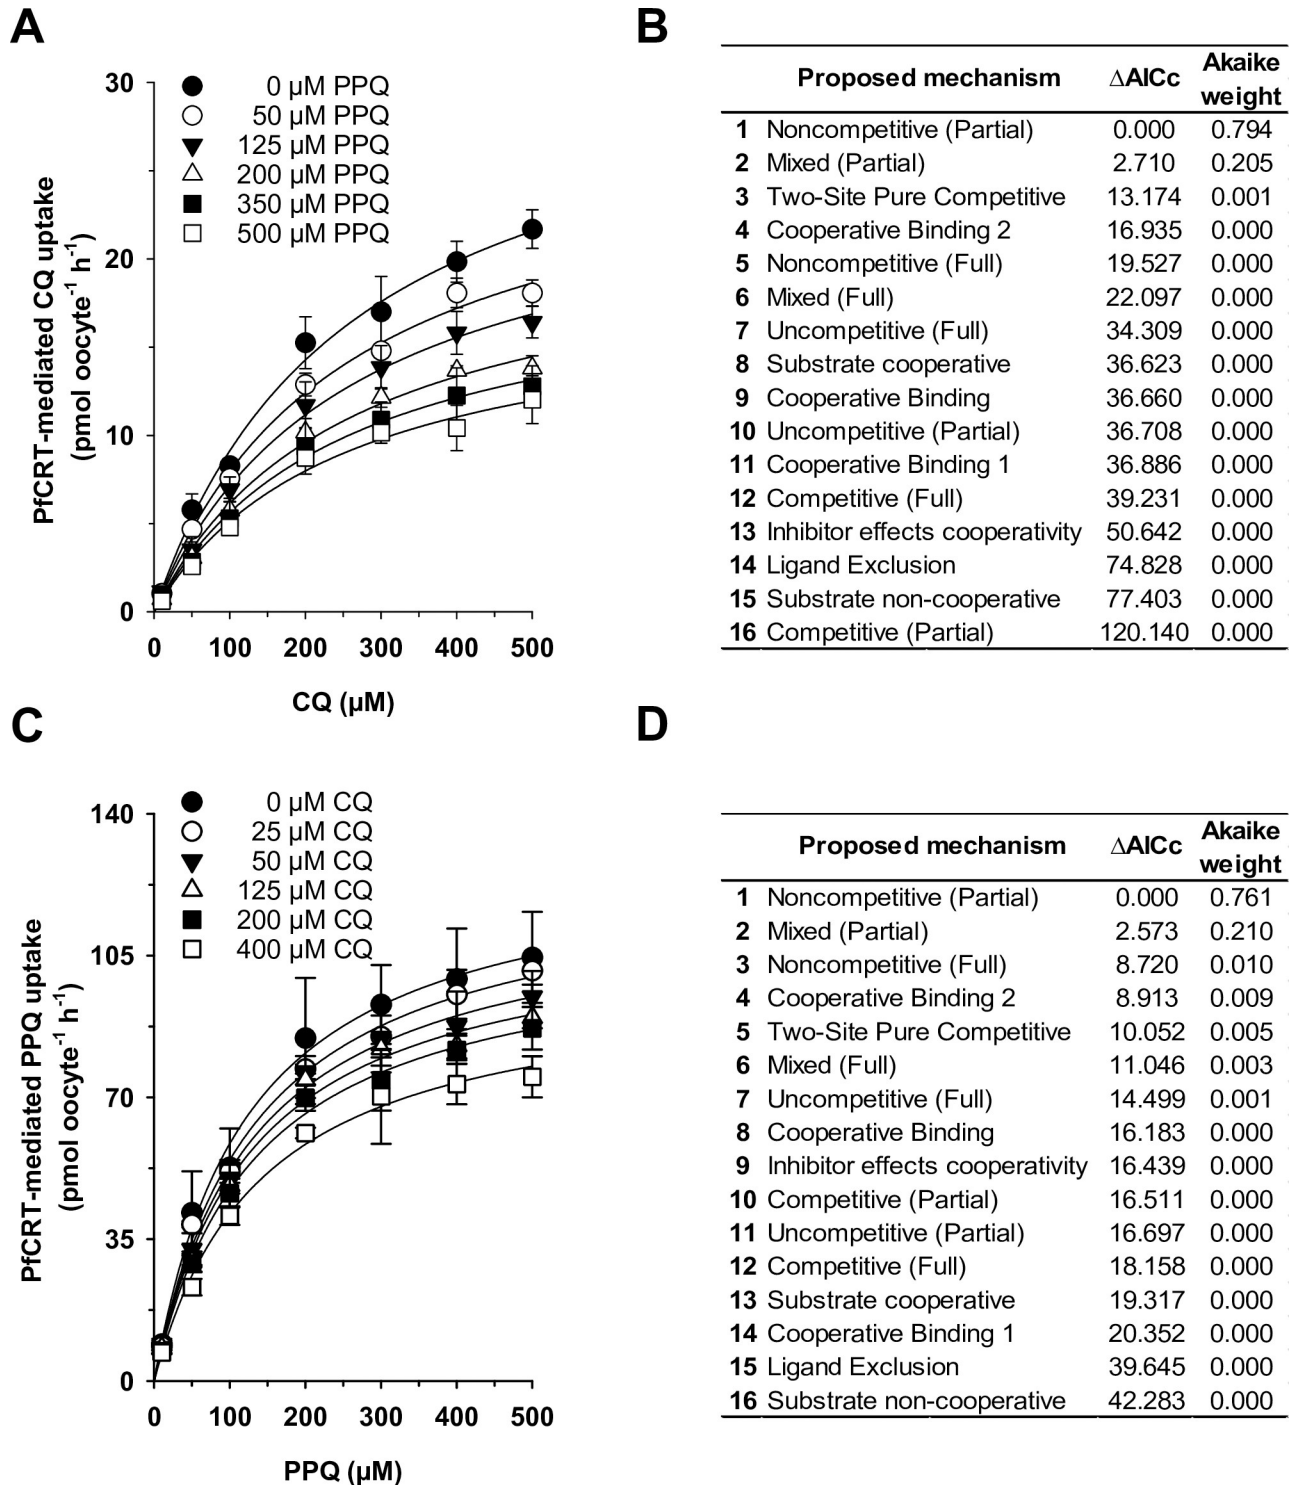 A
30
20
10
0
0 100 200 300 400 500
PfCRT-mediated CQ uptake
(pmol oocyte⁻¹ h⁻¹)
CQ (µM)
0 µM PPQ
50 µM PPQ
125 µM PPQ
200 µM PPQ
350 µM PPQ
500 µM PPQ
B
Proposed mechanism ΔAICc Akaike weight
1 Noncompetitive (Partial) 0.000 0.794
2 Mixed (Partial) 2.710 0.205
3 Two-Site Pure Competitive 13.174 0.001
4 Cooperative Binding 2 16.935 0.000
5 Noncompetitive (Full) 19.527 0.000
6 Mixed (Full) 22.097 0.000
7 Uncompetitive (Full) 34.309 0.000
8 Substrate cooperative 36.623 0.000
9 Cooperative Binding 36.660 0.000
10 Uncompetitive (Partial) 36.708 0.000
11 Cooperative Binding 1 36.886 0.000
12 Competitive (Full) 39.231 0.000
13 Inhibitor effects cooperativity 50.642 0.000
14 Ligand Exclusion 74.828 0.000
15 Substrate non-cooperative 77.403 0.000
16 Competitive (Partial) 120.140 0.000
C
140
105
70
35
0
0 100 200 300 400 500
PfCRT-mediated PPQ uptake
(pmol oocyte⁻¹ h⁻¹)
PPQ (µM)
0 µM CQ
25 µM CQ
50 µM CQ
125 µM CQ
200 µM CQ
400 µM CQ
D
Proposed mechanism ΔAICc Akaike weight
1 Noncompetitive (Partial) 0.000 0.761
2 Mixed (Partial) 2.573 0.210
3 Noncompetitive (Full) 8.720 0.010
4 Cooperative Binding 2 8.913 0.009
5 Two-Site Pure Competitive 10.052 0.005
6 Mixed (Full) 11.046 0.003
7 Uncompetitive (Full) 14.499 0.001
8 Cooperative Binding 16.183 0.000
9 Inhibitor effects cooperativity 16.439 0.000
10 Competitive (Partial) 16.511 0.000
11 Uncompetitive (Partial) 16.697 0.000
12 Competitive (Full) 18.158 0.000
13 Substrate cooperative 19.317 0.000
14 Cooperative Binding 1 20.352 0.000
15 Ligand Exclusion 39.645 0.000
16 Substrate non-cooperative 42.283 0.000